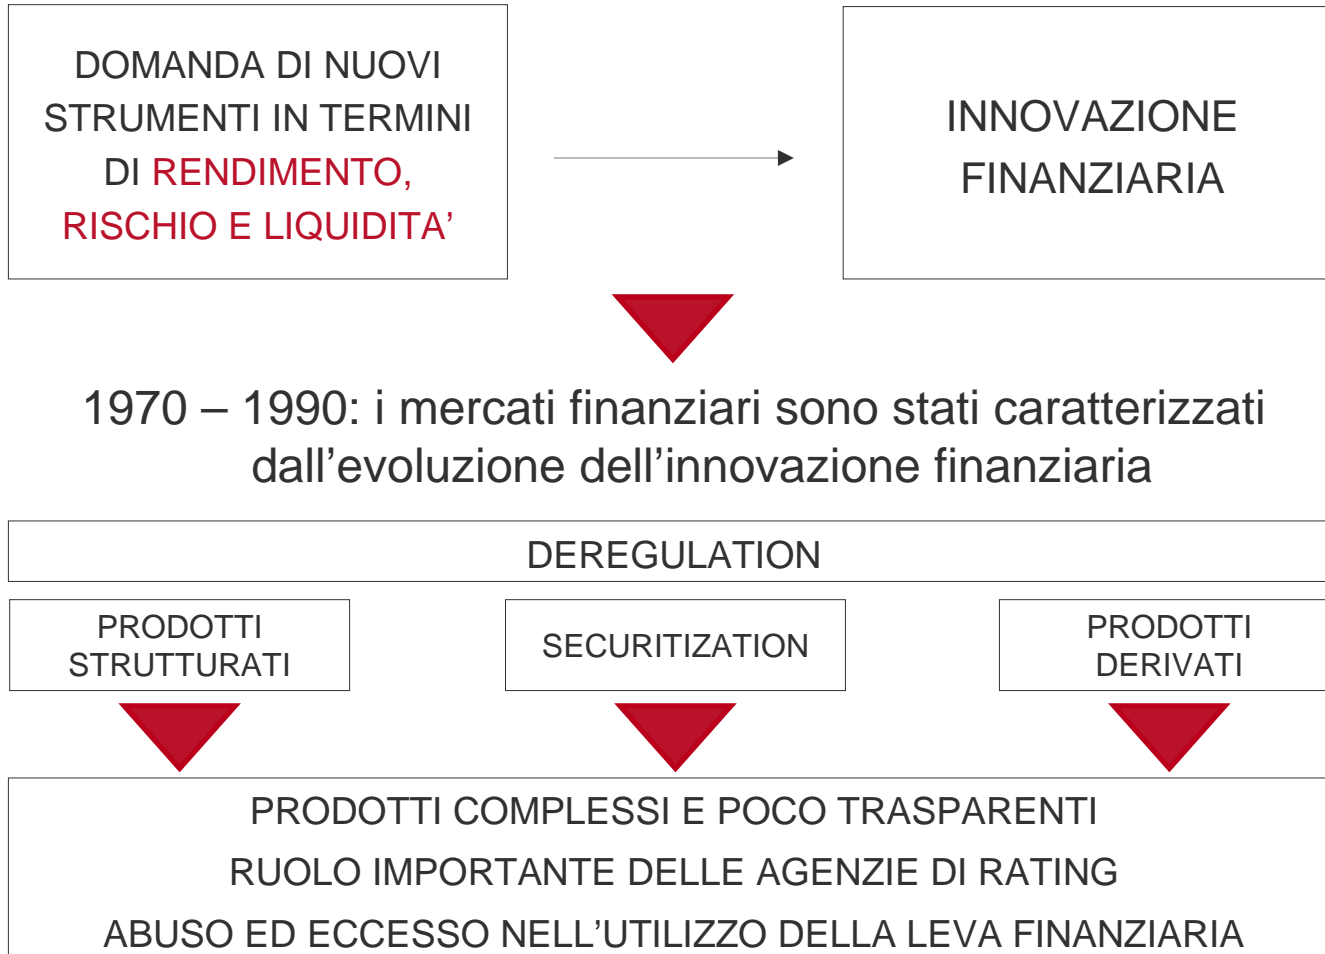 DOMANDA DI NUOVI
STRUMENTI IN TERMINI
DI RENDIMENTO,
RISCHIO E LIQUIDITA’
INNOVAZIONE
FINANZIARIA
1970 – 1990: i mercati finanziari sono stati caratterizzati
dall’evoluzione dell’innovazione finanziaria
DEREGULATION
PRODOTTI
STRUTTURATI
SECURITIZATION
PRODOTTI
DERIVATI
PRODOTTI COMPLESSI E POCO TRASPARENTI
RUOLO IMPORTANTE DELLE AGENZIE DI RATING
ABUSO ED ECCESSO NELL’UTILIZZO DELLA LEVA FINANZIARIA